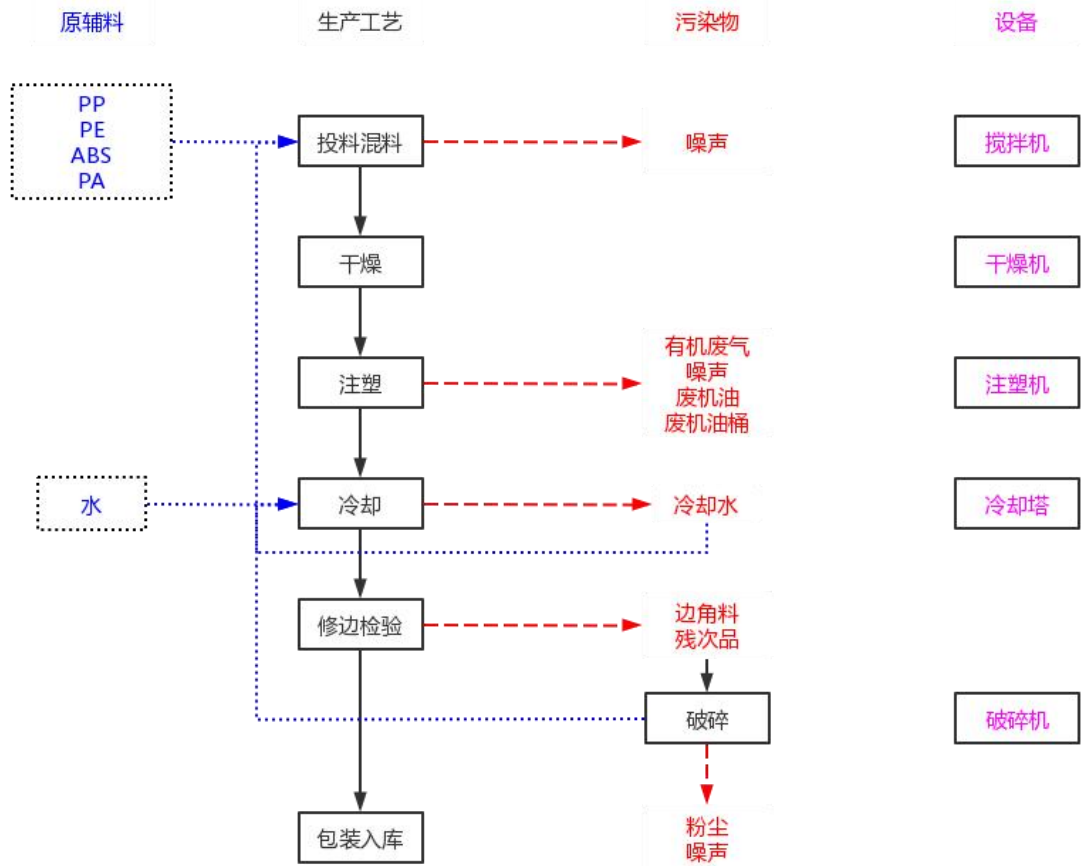 原辅料 生产工艺 污染物 设备
PP
PE
ABS
PA
投料混料 噪声 搅拌机
干燥 干燥机
注塑
有机废气
噪声
废机油
废机油桶
注塑机
水 冷却 冷却水 冷却塔
修边检验
边角料
残次品
破碎 破碎机
包装入库
粉尘
噪声